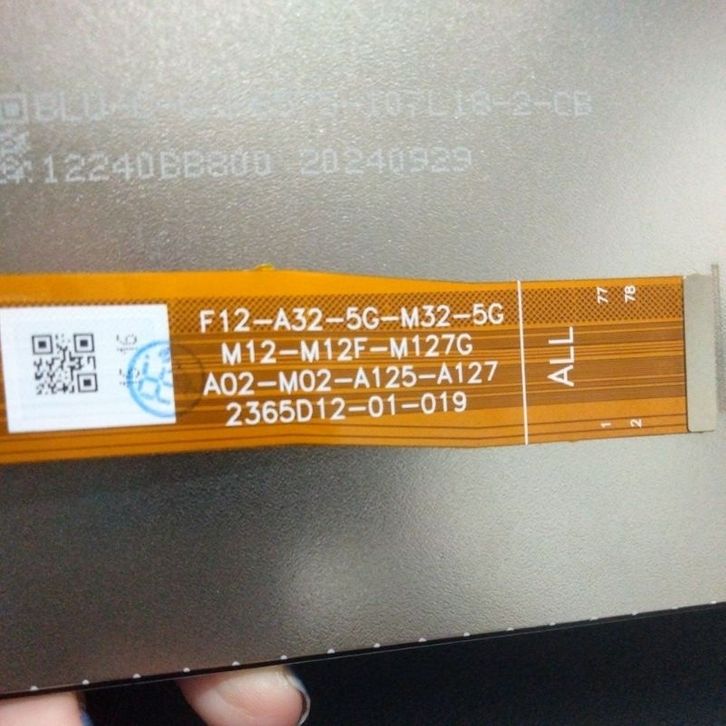 12240BB800 20240929
F12-A32-5G-M32-5G
M12-M12F-M127G
A02-M02-A125-A127
2365D12-01-019
ALL
77
78
1
2